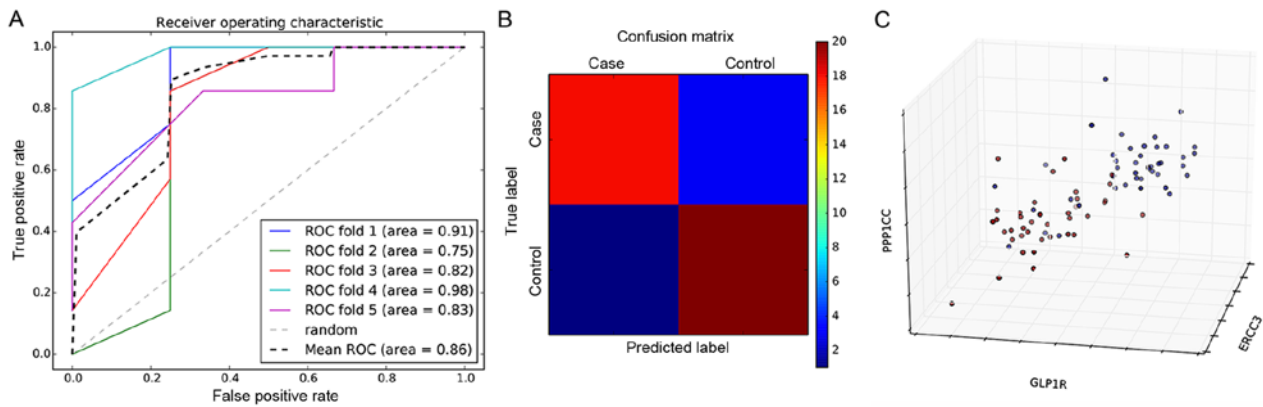 A
Receiver operating characteristic
True positive rate
1.0
0.8
0.6
0.4
0.2
0.0
ROC fold 1 (area = 0.91)
ROC fold 2 (area = 0.75)
ROC fold 3 (area = 0.82)
ROC fold 4 (area = 0.98)
ROC fold 5 (area = 0.83)
random
Mean ROC (area = 0.86)
0.0 0.2 0.4 0.6 0.8 1.0
False positive rate
B
Confusion matrix
Case Control
True label
Case
Control
Predicted label
20
18
16
14
12
10
8
6
4
2
C
PPP1CC
GLP1R
ERCC3